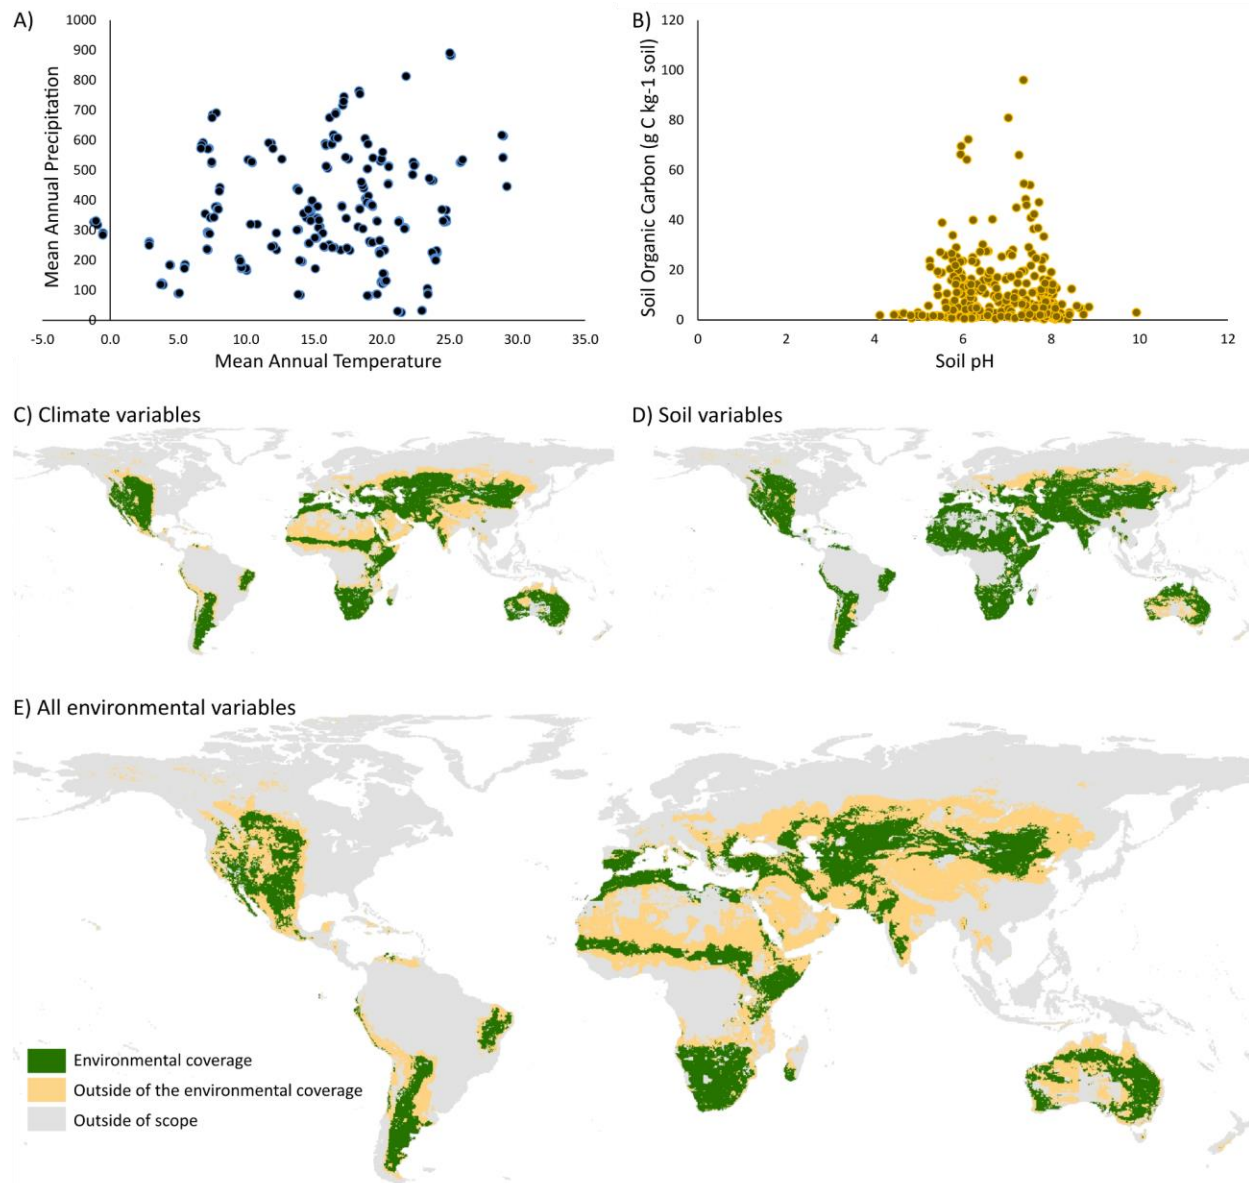 A)
1000
900
800
700
600
500
400
300
200
100
0
Mean Annual Precipitation
-5.0 0.0 5.0 10.0 15.0 20.0 25.0 30.0 35.0
Mean Annual Temperature
B)
120
100
80
60
40
20
0
Soil Organic Carbon (g C kg-1 soil)
0 2 4 6 8 10 12
Soil pH
C) Climate variables
D) Soil variables
E) All environmental variables
Environmental coverage
Outside of the environmental coverage
Outside of scope